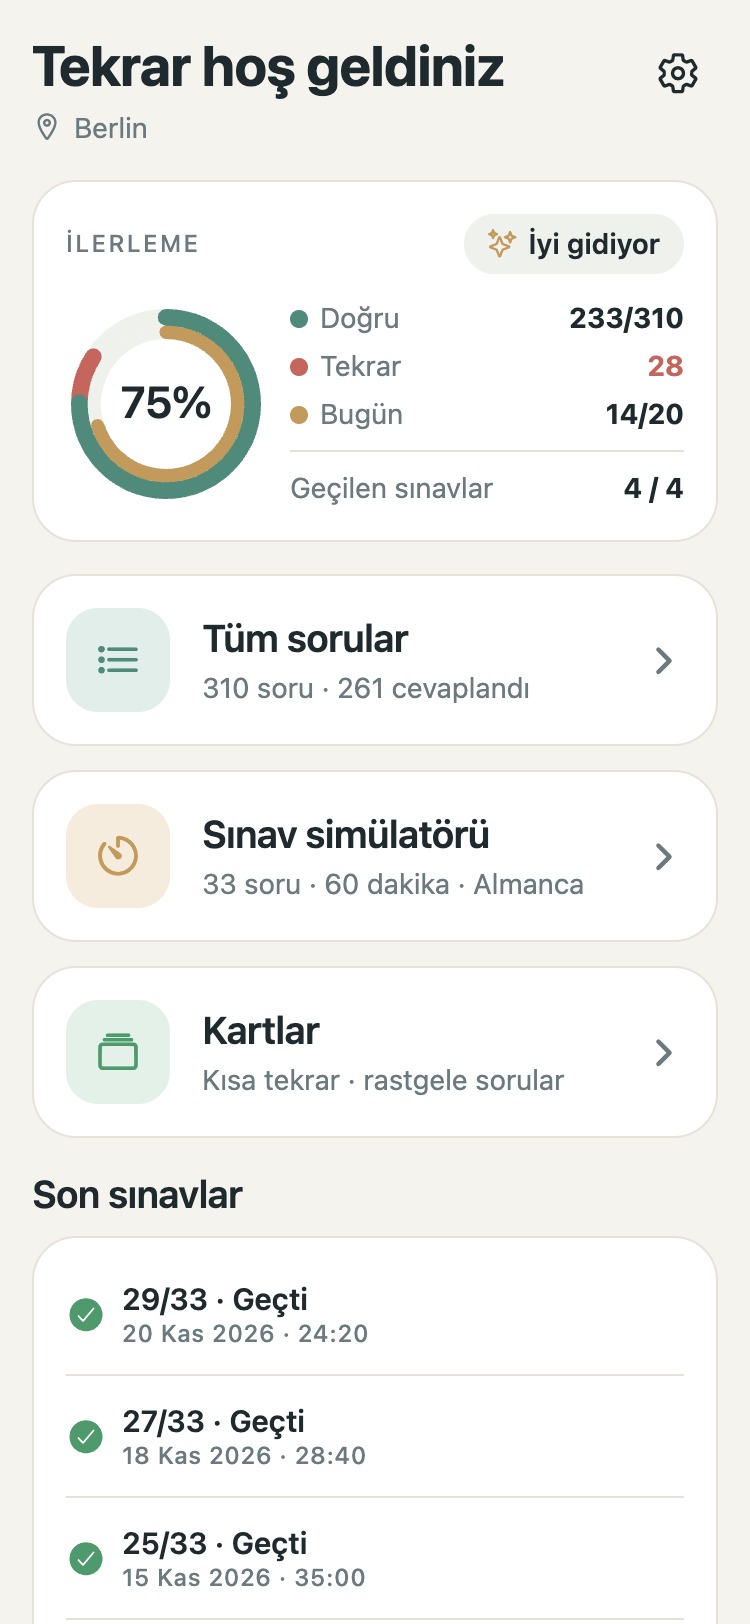 Tekrar hoş geldiniz
Berlin
İLERLEME
İyi gidiyor
75%
Doğru 233/310
Tekrar 28
Bugün 14/20
Geçilen sınavlar 4 / 4
Tüm sorular
310 soru · 261 cevaplandı
Sınav simülatörü
33 soru · 60 dakika · Almanca
Kartlar
Kısa tekrar · rastgele sorular
Son sınavlar
29/33 · Geçti
20 Kas 2026 · 24:20
27/33 · Geçti
18 Kas 2026 · 28:40
25/33 · Geçti
15 Kas 2026 · 35:00